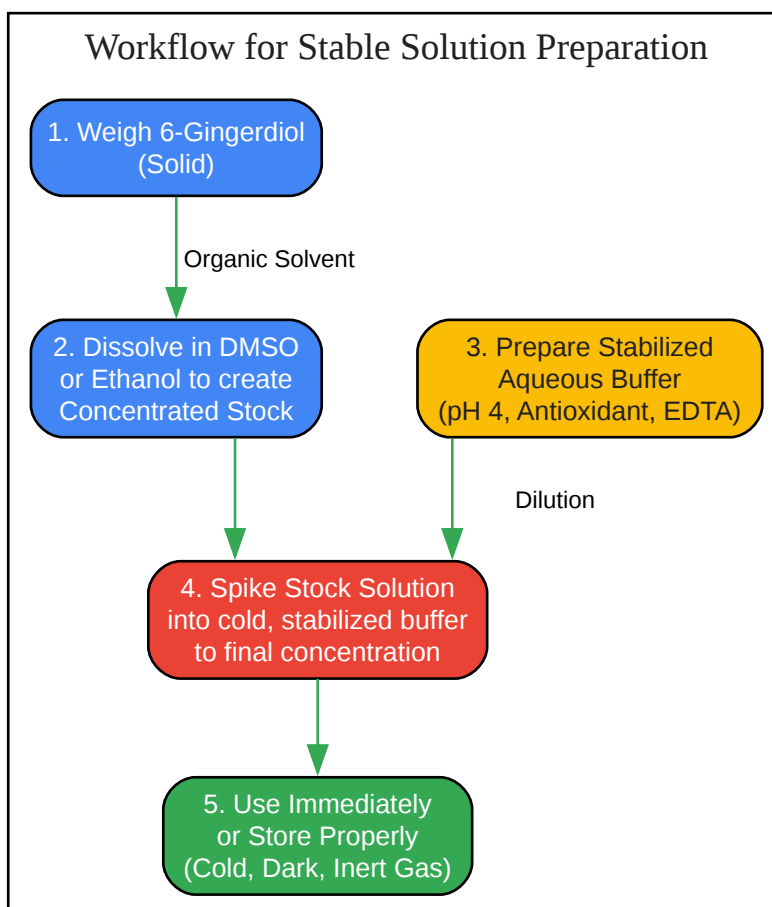 Workflow for Stable Solution Preparation
1. Weigh 6-Gingerdiol
(Solid)
Organic Solvent
2. Dissolve in DMSO
or Ethanol to create
Concentrated Stock
3. Prepare Stabilized
Aqueous Buffer
(pH 4, Antioxidant, EDTA)
Dilution
4. Spike Stock Solution
into cold, stabilized buffer
to final concentration
5. Use Immediately
or Store Properly
(Cold, Dark, Inert Gas)